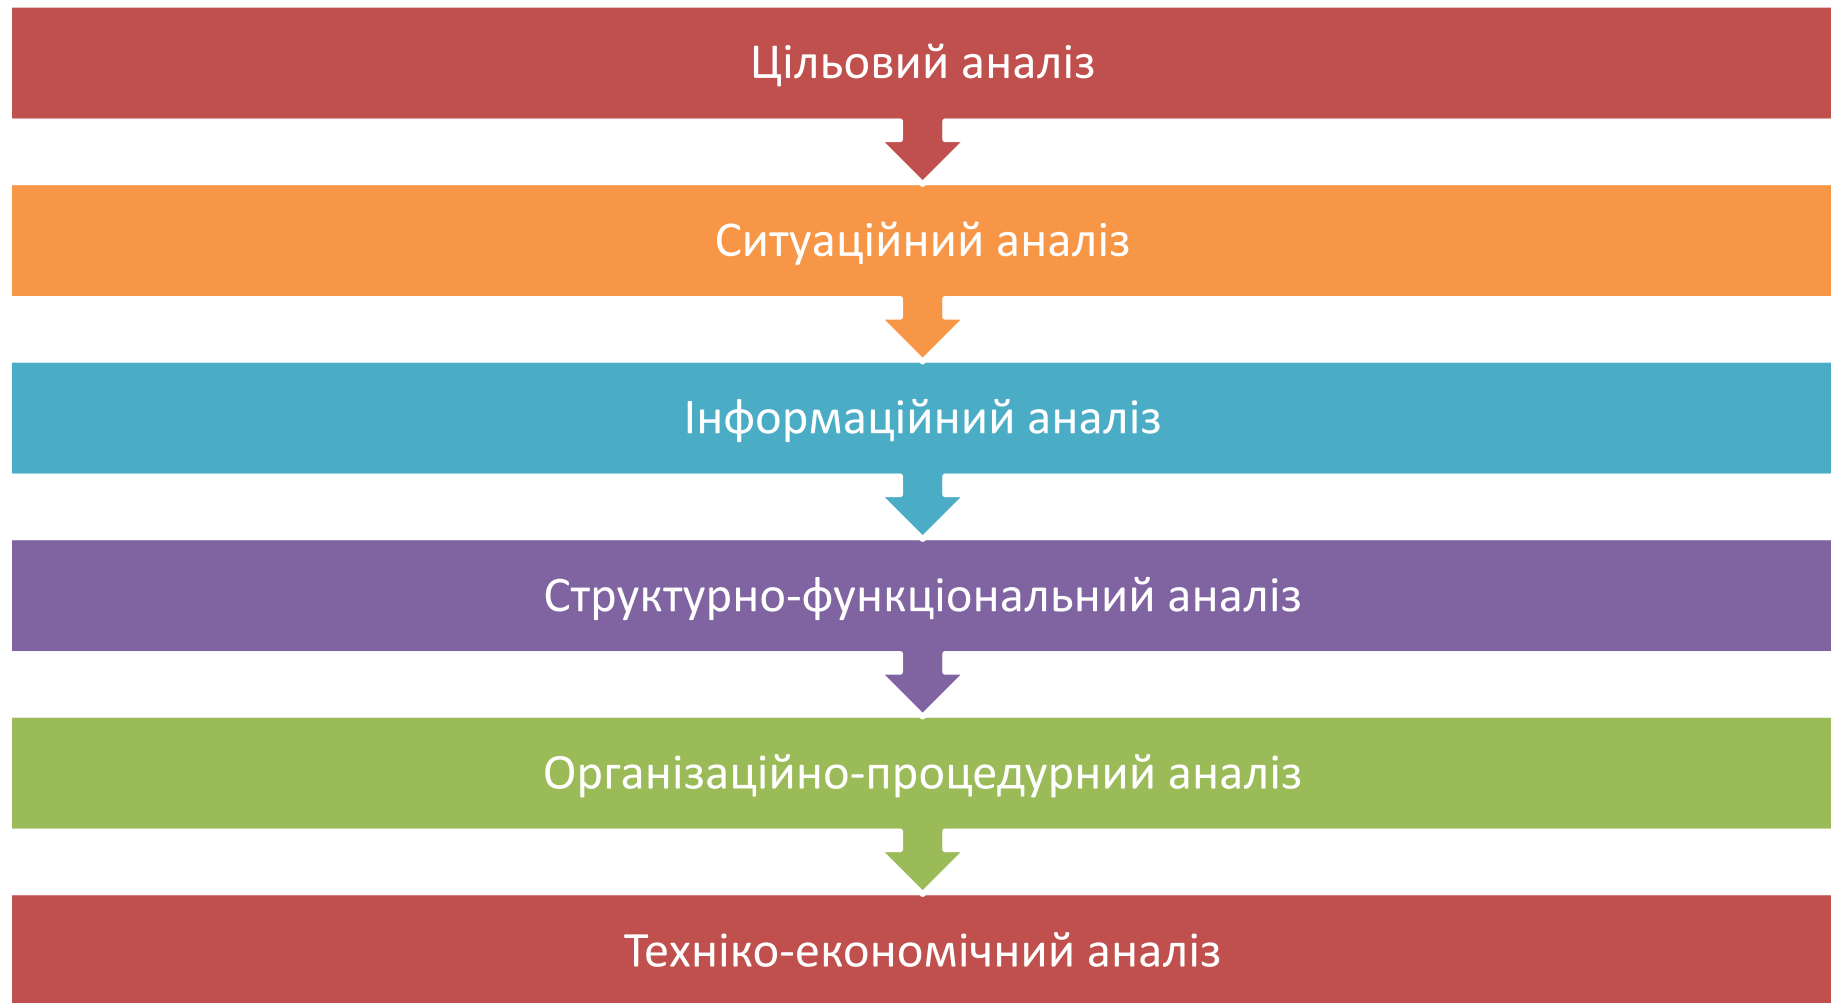 Цільовий аналіз
Ситуаційний аналіз
Інформаційний аналіз
Структурно-функціональний аналіз
Організаційно-процедурний аналіз
Техніко-економічний аналіз